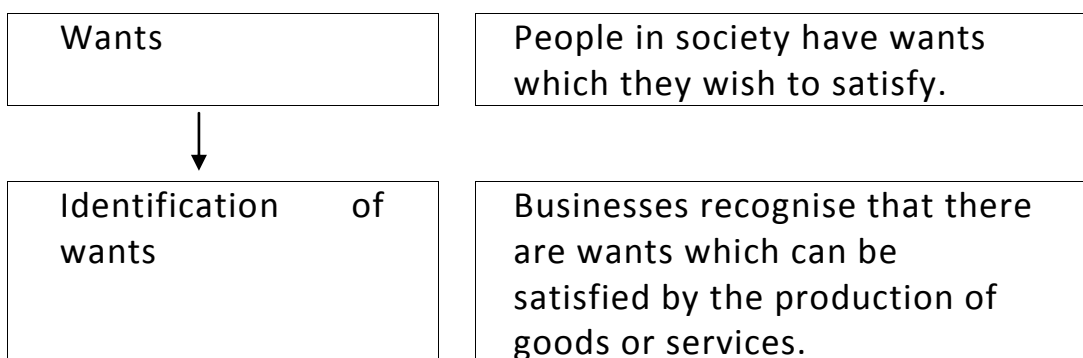 Wants
People in society have wants
which they wish to satisfy.
Identification of
wants
Businesses recognise that there
are wants which can be
satisfied by the production of
goods or services.